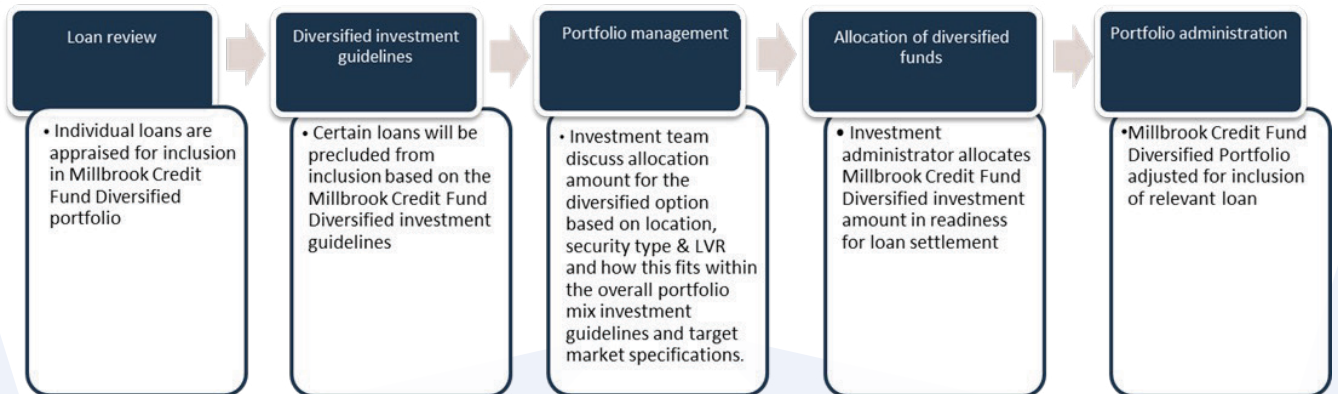 Loan review
• Individual loans are
appraised for inclusion
in Millbrook Credit
Fund Diversified
portfolio
Diversified investment
guidelines
• Certain loans will be
precluded from
inclusion based on the
Millbrook Credit Fund
Diversified investment
guidelines
Portfolio management
• Investment team
discuss allocation
amount for the
diversified option
based on location,
security type & LVR
and how this fits within
the overall portfolio
mix investment
guidelines and target
market specifications.
Allocation of diversified
funds
• Investment
administrator allocates
Millbrook Credit Fund
Diversified investment
amount in readiness
for loan settlement
Portfolio administration
•Millbrook Credit Fund
Diversified Portfolio
adjusted for inclusion
of relevant loan